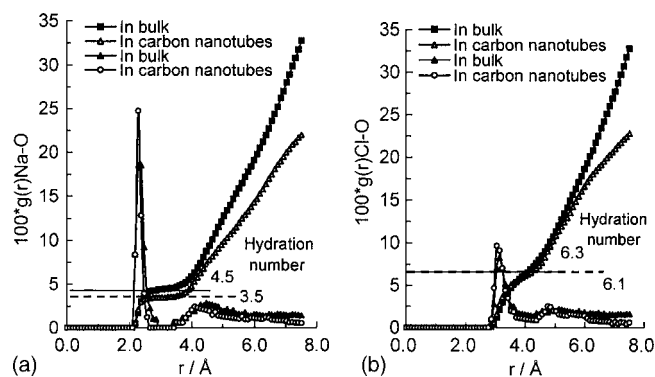 35
30
25
20
15
10
5
0
100*g(r)Na-O
In bulk
In carbon nanotubes
In bulk
In carbon nanotubes
Hydration
number
4.5
3.5
0.0 2.0 4.0 6.0 8.0
(a) r / Å
35
30
25
20
15
10
5
0
100*g(r)Cl-O
In bulk
In carbon nanotubes
In bulk
In carbon nanotubes
Hydration
number
6.3
6.1
0.0 2.0 4.0 6.0 8.0
(b) r / Å